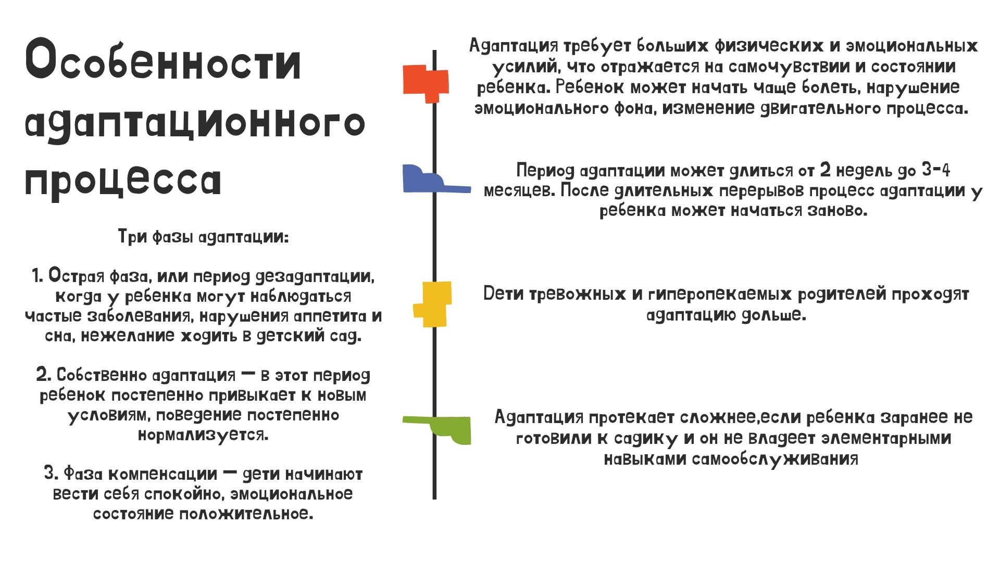 Особенности
адаптационного
процесса
Три фазы адаптации:
1. Острая фаза, или период дезадаптации,
когда у ребенка могут наблюдаться
частые заболевания, нарушения аппетита и
сна, нежелание ходить в детский сад.
2. Собственно адаптация — в этот период
ребенок постепенно привыкает к новым
условиям, поведение постепенно
нормализуется.
3. Фаза компенсации — дети начинают
вести себя спокойно, эмоциональное
состояние положительное.
Адаптация требует больших физических и эмоциональных
усилий, что отражается на самочувствии и состоянии
ребенка. Ребенок может начать чаще болеть, нарушение
эмоционального фона, изменение двигательного процесса.
Период адаптации может длиться от 2 недель до 3-4
месяцев. После длительных перерывов процесс адаптации у
ребенка может начаться заново.
Дети тревожных и гиперопекаемых родителей проходят
адаптацию дольше.
Адаптация протекает сложнее,если ребенка заранее не
готовили к садику и он не владеет элементарными
навыками самообслуживания